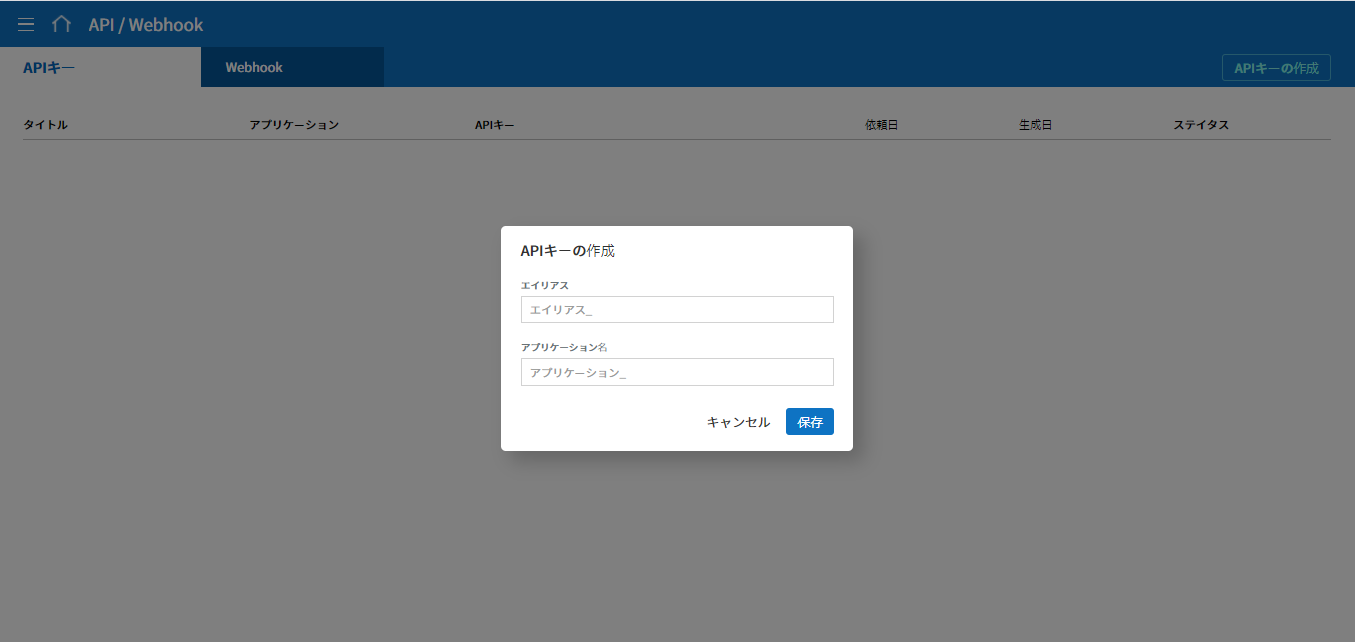 API / Webhook
APIキー
Webhook
APIキーの作成
タイトル
アプリケーション
APIキー
依頼日
生成日
ステイタス
APIキーの作成
エイリアス
エイリアス_
アプリケーション名
アプリケーション_
キャンセル
保存